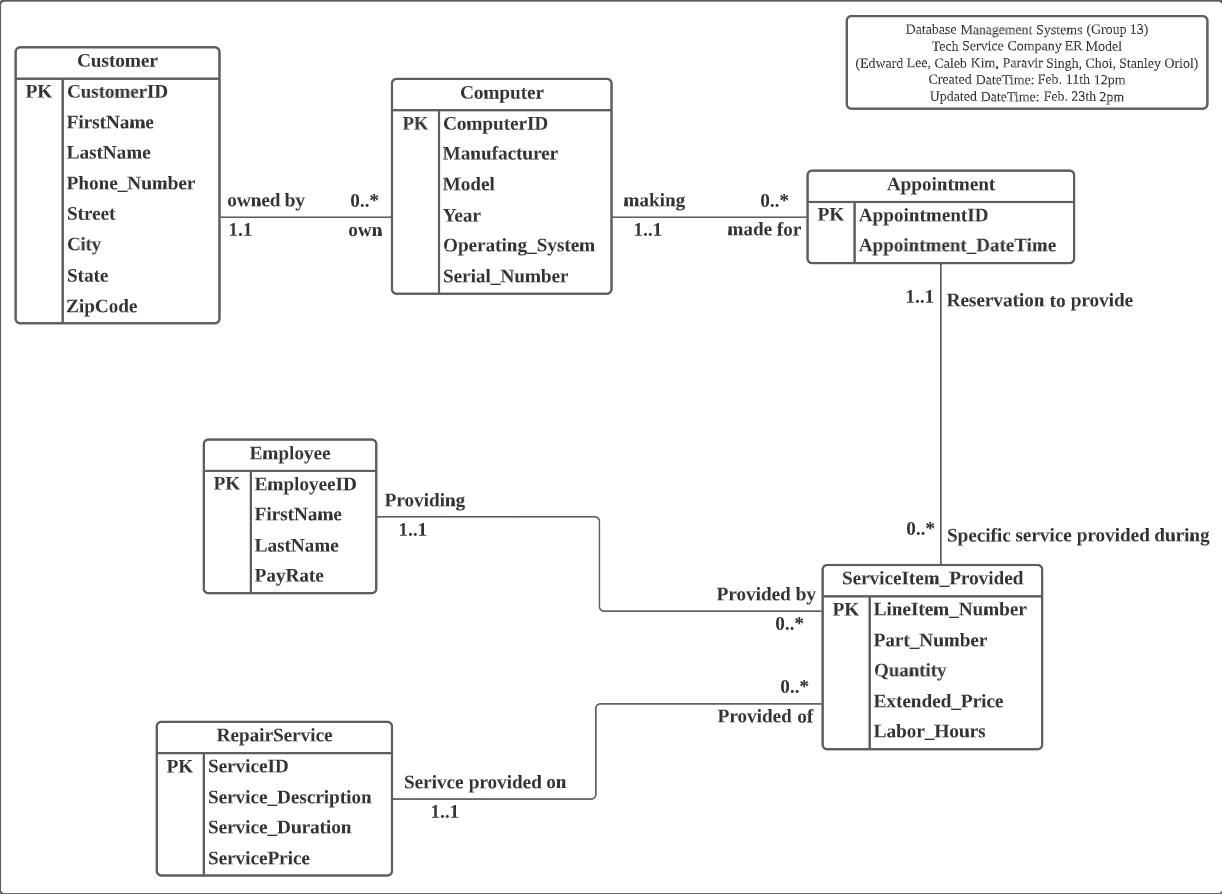 Database Management Systems (Group 13)
Tech Service Company ER Model
(Edward Lee, Caleb Kim, Paravir Singh, Choi, Stanley Oriol)
Created DateTime: Feb. 11th 12pm
Updated DateTime: Feb. 23th 2pm
Customer
PK CustomerID
FirstName
LastName
Phone_Number
Street
City
State
ZipCode
owned by 0..*
1.1 own
Computer
PK ComputerID
Manufacturer
Model
Year
Operating_System
Serial_Number
making 0..*
1..1 made for
Appointment
PK AppointmentID
Appointment_DateTime
1..1 Reservation to provide
0..* Specific service provided during
Employee
PK EmployeeID
FirstName
LastName
PayRate
Providing
1..1
Provided by
0..*
ServiceItem_Provided
PK LineItem_Number
Part_Number
Quantity
Extended_Price
Labor_Hours
0..*
Provided of
RepairService
PK ServiceID
Service_Description
Service_Duration
ServicePrice
Serivce provided on
1..1